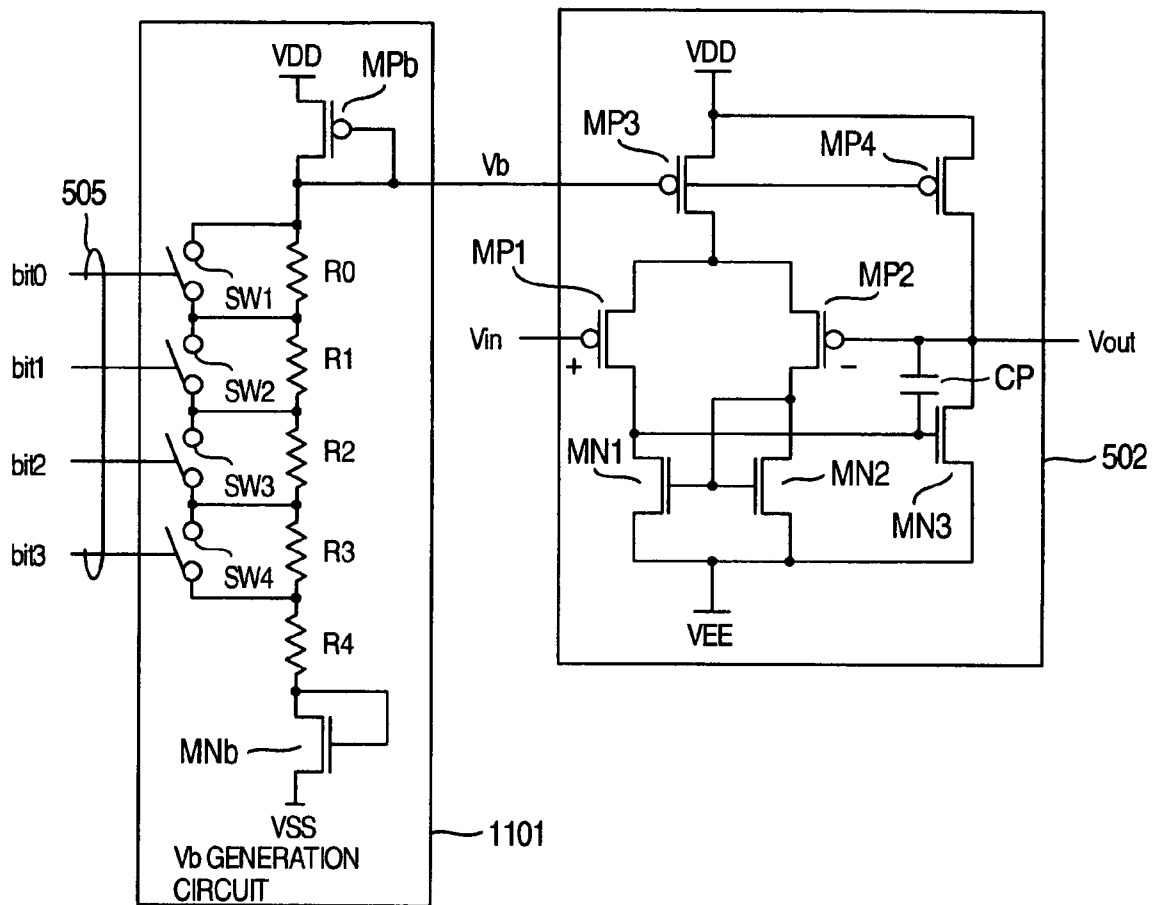 VDD
MPb
505
bit0
SW1
R0
bit1
SW2
R1
bit2
SW3
R2
bit3
SW4
R3
R4
MNb
VSS
Vb GENERATION
CIRCUIT
1101
Vb
VDD
MP3
MP4
MP1
MP2
Vin
+
−
Vout
CP
MN1
MN2
MN3
VEE
502